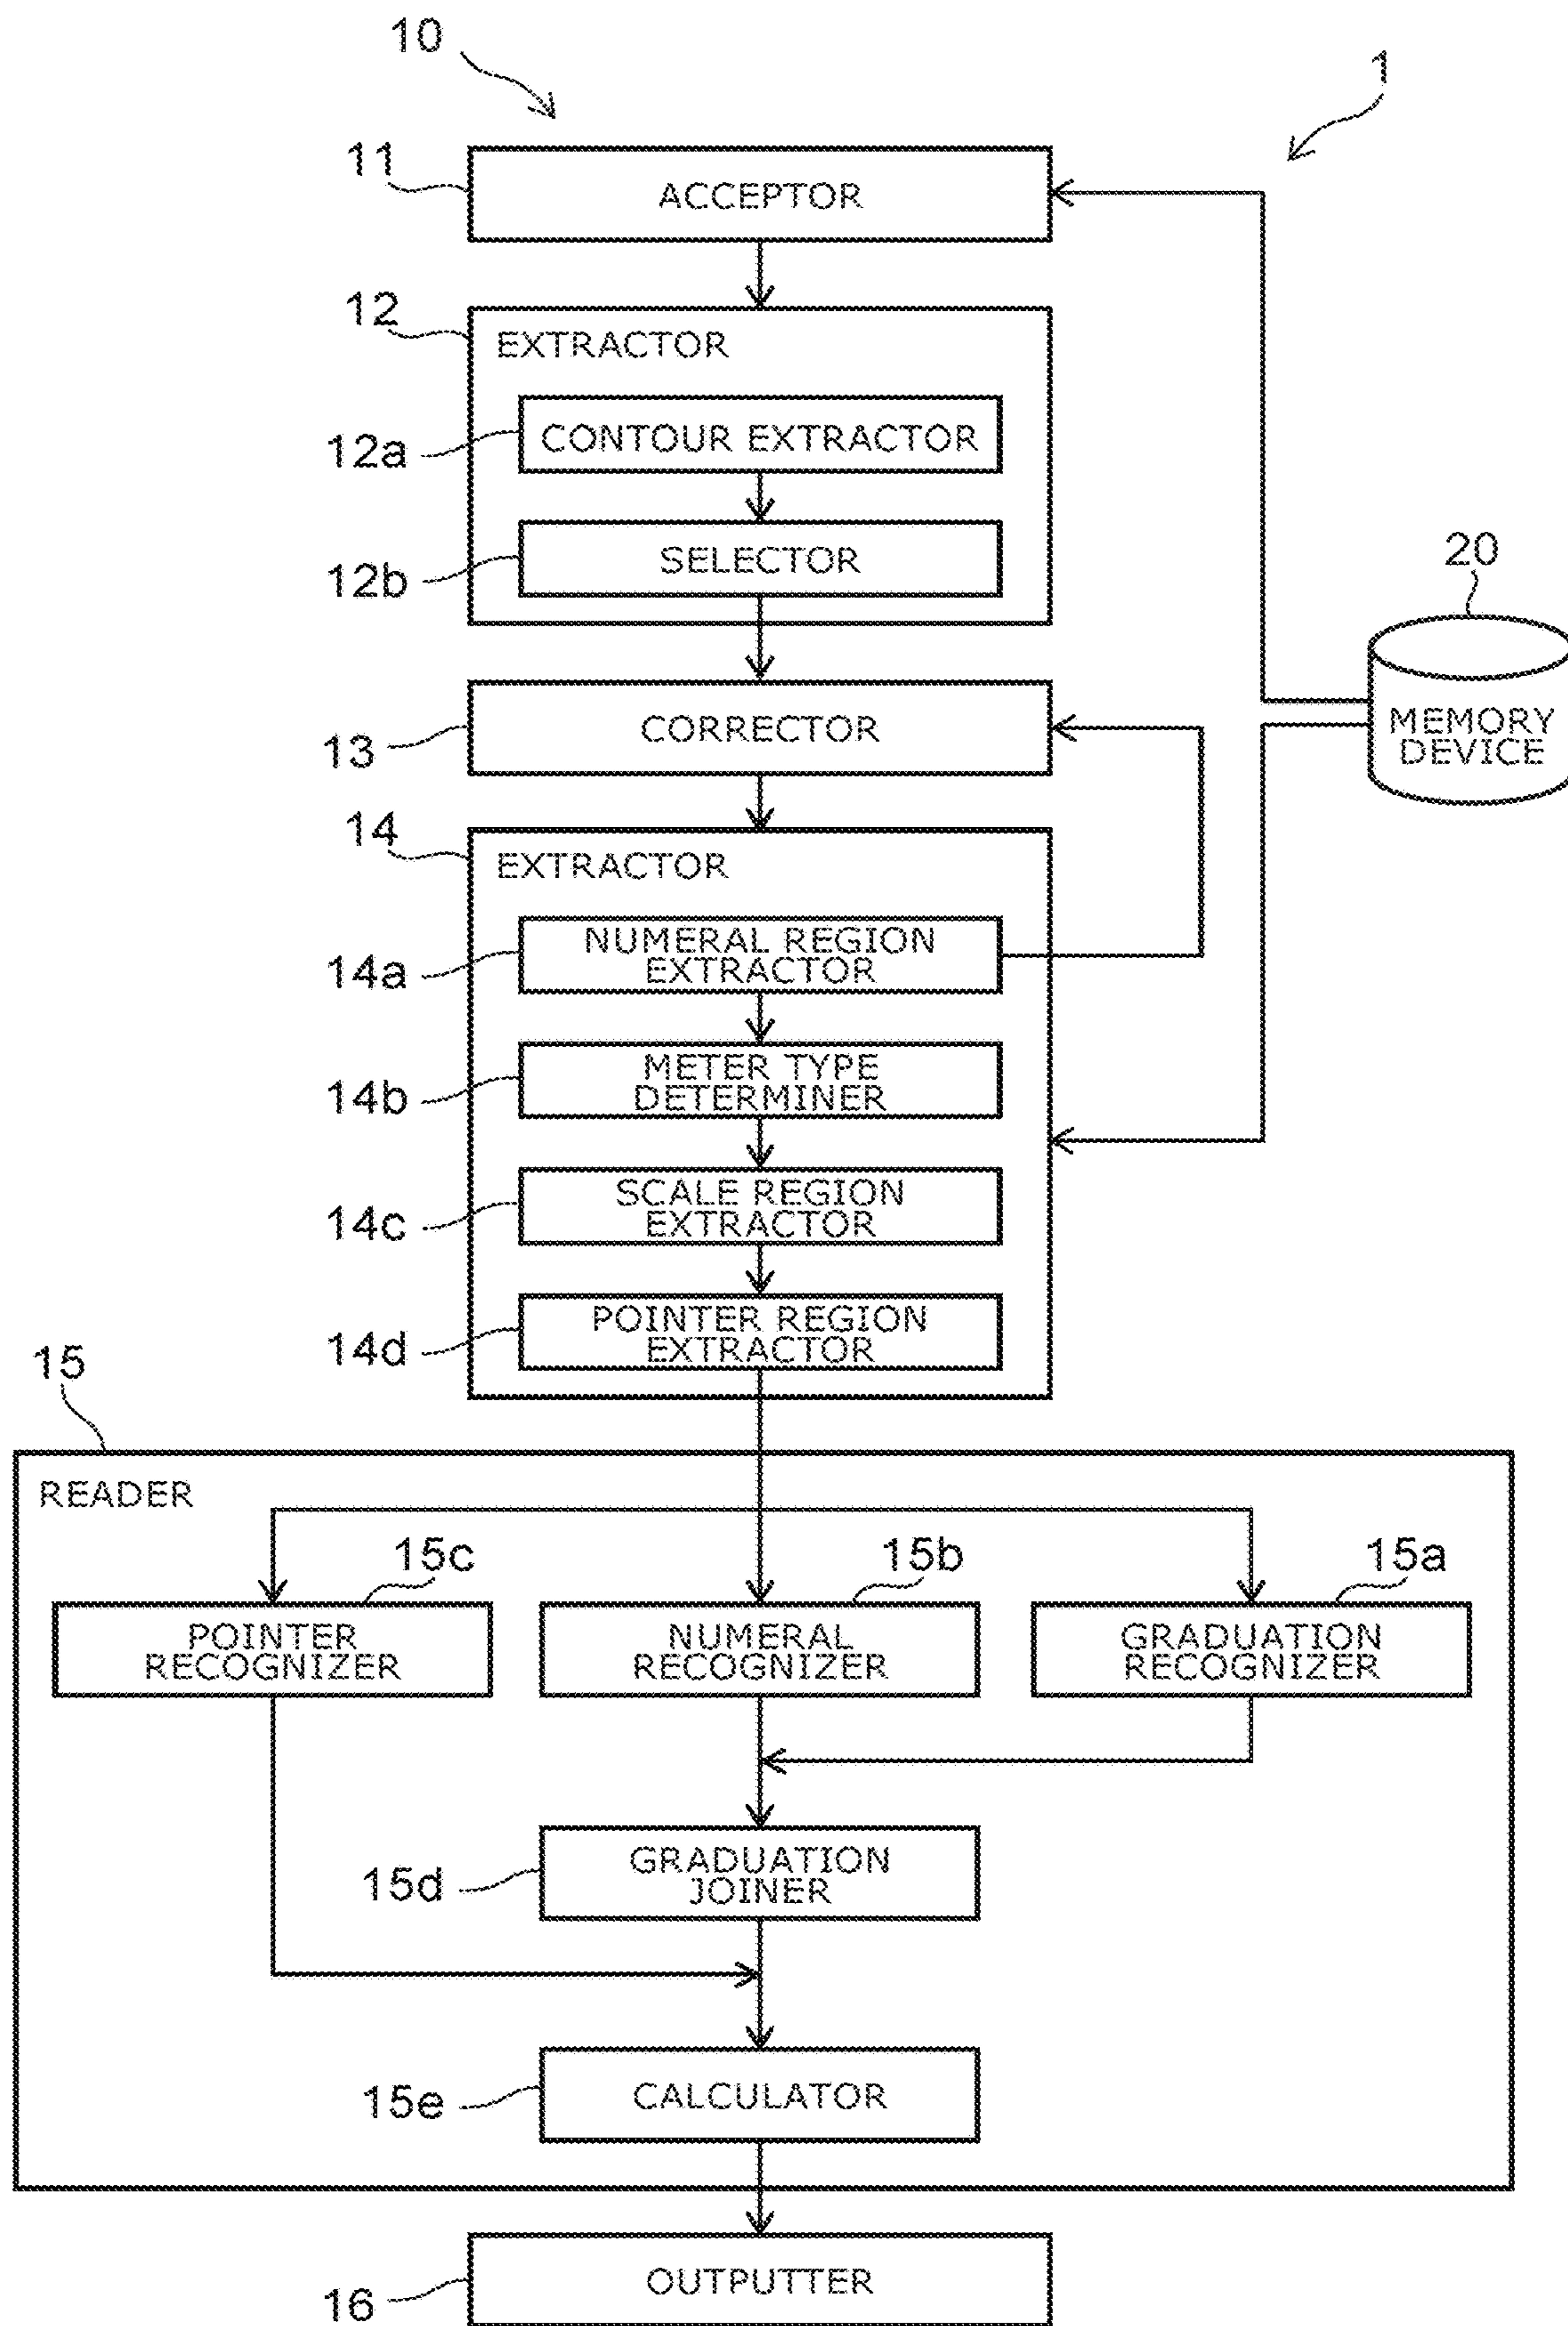 10
1
11
ACCEPTOR
12
EXTRACTOR
12a
CONTOUR EXTRACTOR
12b
SELECTOR
20
MEMORY
DEVICE
13
CORRECTOR
14
EXTRACTOR
14a
NUMERAL REGION
EXTRACTOR
14b
METER TYPE
DETERMINER
14c
SCALE REGION
EXTRACTOR
14d
POINTER REGION
EXTRACTOR
15
READER
15c
15b
15a
POINTER
RECOGNIZER
NUMERAL
RECOGNIZER
GRADUATION
RECOGNIZER
15d
GRADUATION
JOINER
15e
CALCULATOR
16
OUTPUTTER